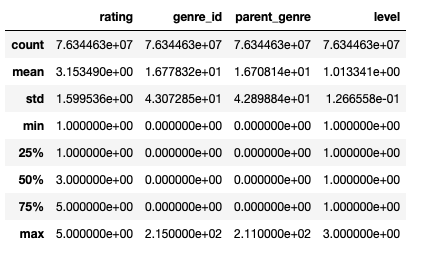 rating genre_id parent_genre level
count 7.634463e+07 7.634463e+07 7.634463e+07 7.634463e+07
mean 3.153490e+00 1.677832e+01 1.670814e+01 1.013341e+00
std 1.599536e+00 4.307285e+01 4.289884e+01 1.266558e-01
min 1.000000e+00 0.000000e+00 0.000000e+00 1.000000e+00
25% 1.000000e+00 0.000000e+00 0.000000e+00 1.000000e+00
50% 3.000000e+00 0.000000e+00 0.000000e+00 1.000000e+00
75% 5.000000e+00 0.000000e+00 0.000000e+00 1.000000e+00
max 5.000000e+00 2.150000e+02 2.110000e+02 3.000000e+00